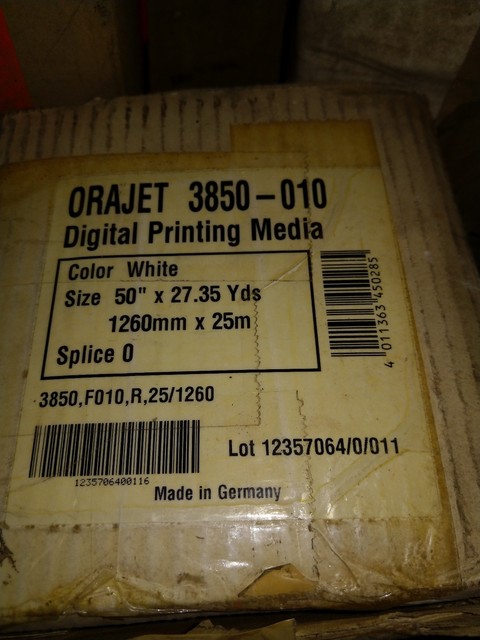 ORAJET 3850-010
Digital Printing Media
Color White
Size 50" x 27.35 Yds
1260mm x 25m
Splice 0
4 011363 450285
3850,F010,R,25/1260
1235706400116
Lot 12357064/0/011
Made in Germany